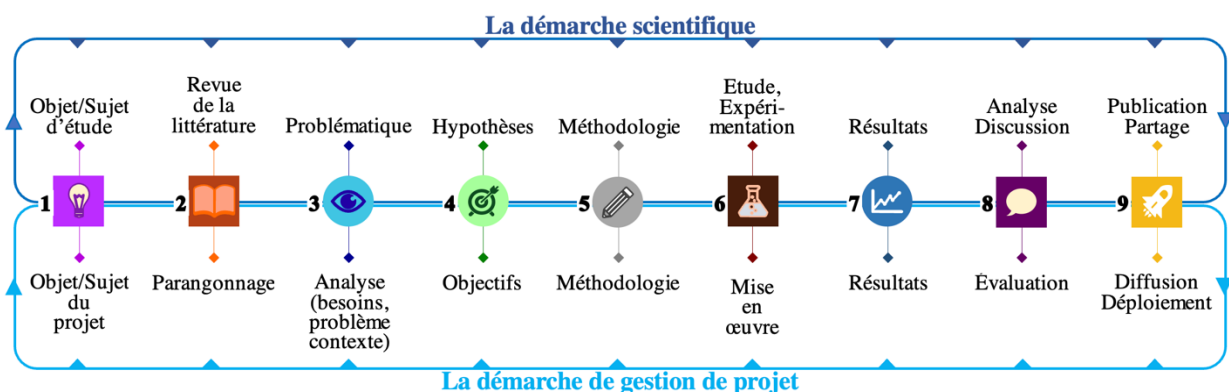 La démarche scientifique
Objet/Sujet
d'étude
Revue
de la
littérature
Problématique
Hypothèses
Méthodologie
Etude,
Expéri-
mentation
Résultats
Analyse
Discussion
Publication
Partage
1
2
3
4
5
6
7
8
9
Objet/Sujet
du
projet
Parangonnage
Analyse
(besoins,
problème
contexte)
Objectifs
Méthodologie
Mise
en
œuvre
Résultats
Évaluation
Diffusion
Déploiement
La démarche de gestion de projet